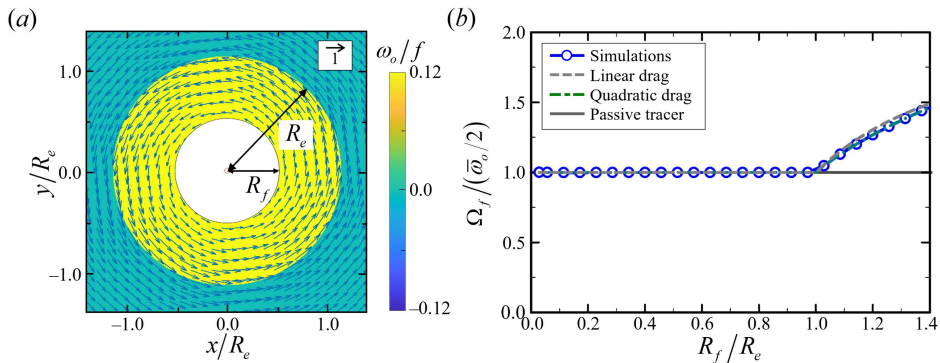 (a)
1
ω_o/f
0.12
0.0
−0.12
1.0
0.0
−1.0
y/R_e
R_e
R_f
−1.0 0.0 1.0
x/R_e
(b)
Simulations
Linear drag
Quadratic drag
Passive tracer
2.0
1.5
1.0
0.5
0.0
Ω_f/(ω̅_o/2)
0.0 0.2 0.4 0.6 0.8 1.0 1.2 1.4
R_f/R_e